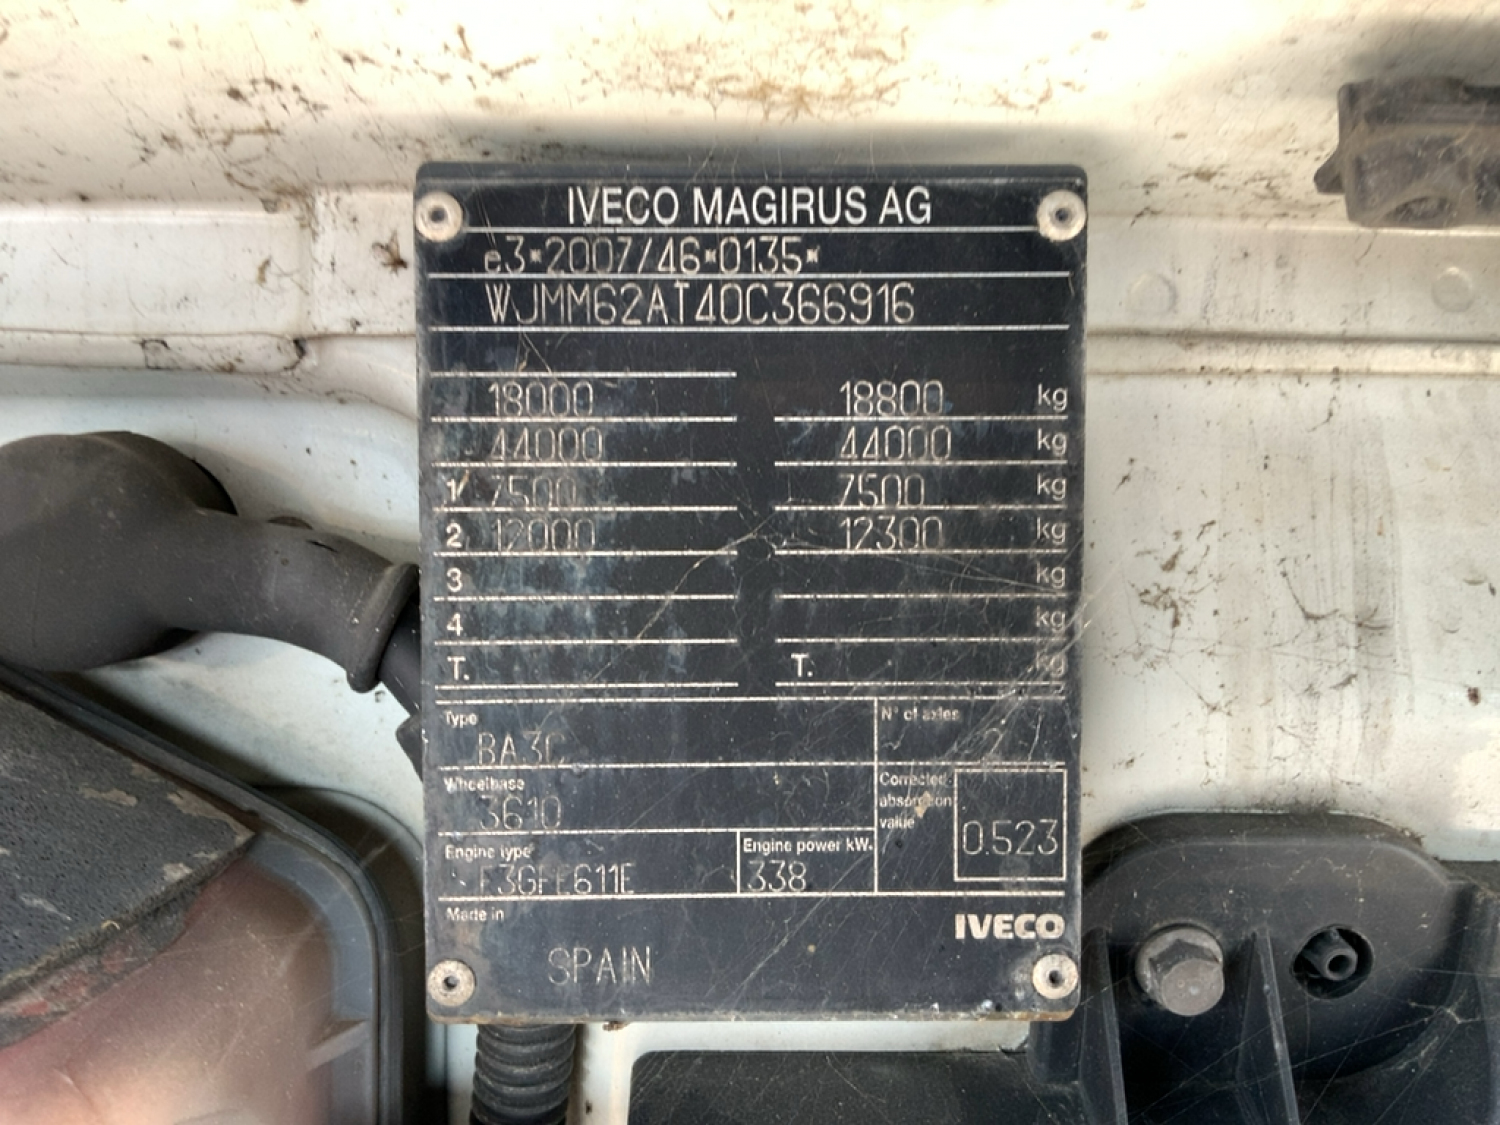 IVECO MAGIRUS AG
e3*2007/46*0135*
WJMM62AT40C366916
18000 18800 kg
44000 44000 kg
1 7500 7500 kg
2 12000 12300 kg
3 kg
4 kg
T. T. kg
Type N° of axles
BA3C 2
Wheelbase Corrected
3610 absorption
value 0.523
Engine type Engine power kW.
F3GFE611E 338
Made in IVECO
SPAIN